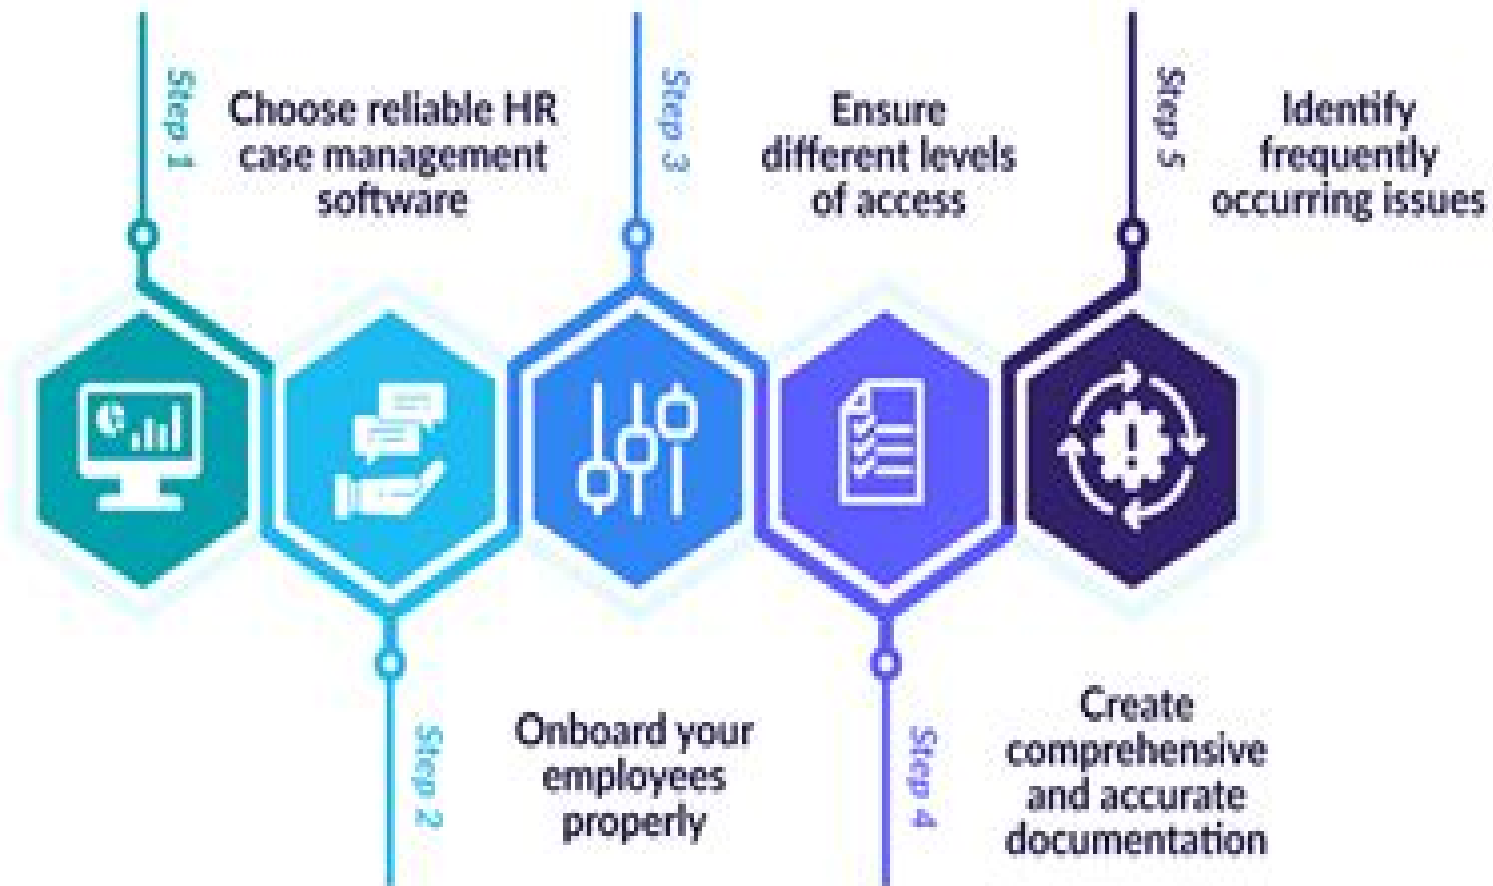 Step 1
Choose reliable HR
case management
software
Step 2
Onboard your
employees
properly
Step 3
Ensure
different levels
of access
Step 4
Create
comprehensive
and accurate
documentation
Step 5
Identify
frequently
occurring issues